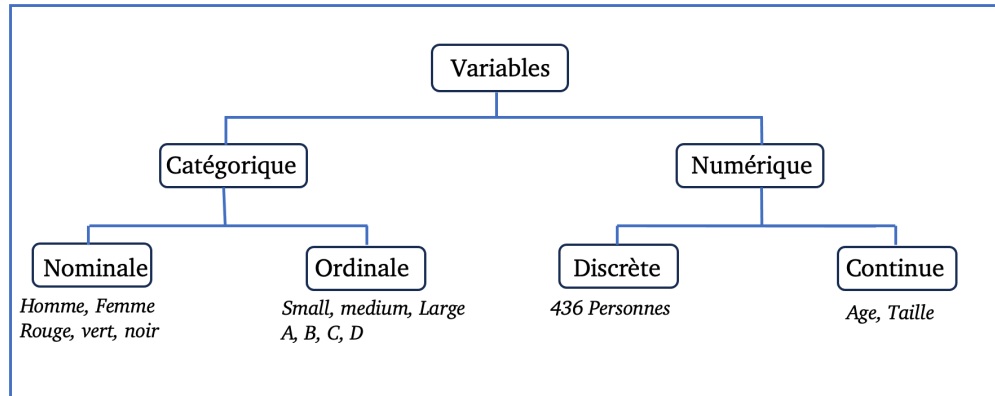 Variables
Catégorique
Numérique
Nominale
Ordinale
Discrète
Continue
Homme, Femme
Rouge, vert, noir
Small, medium, Large
A, B, C, D
436 Personnes
Age, Taille